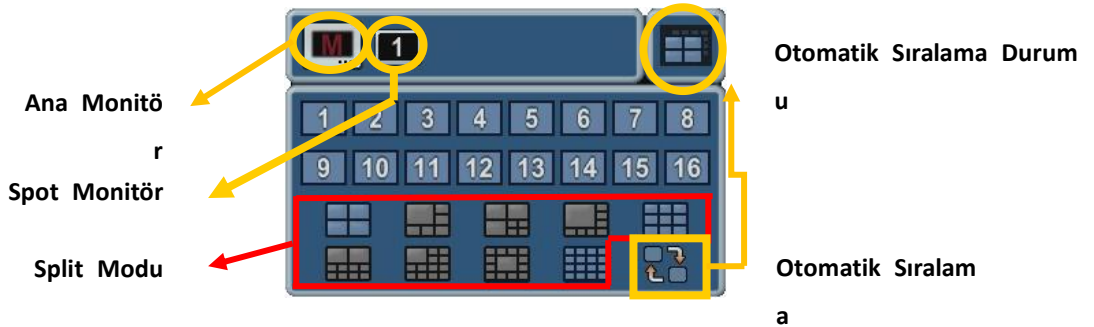 M 1
Otomatik Sıralama Durum
u
Ana Monitö
r
1 2 3 4 5 6 7 8
9 10 11 12 13 14 15 16
Spot Monitör
Split Modu
Otomatik Sıralam
a